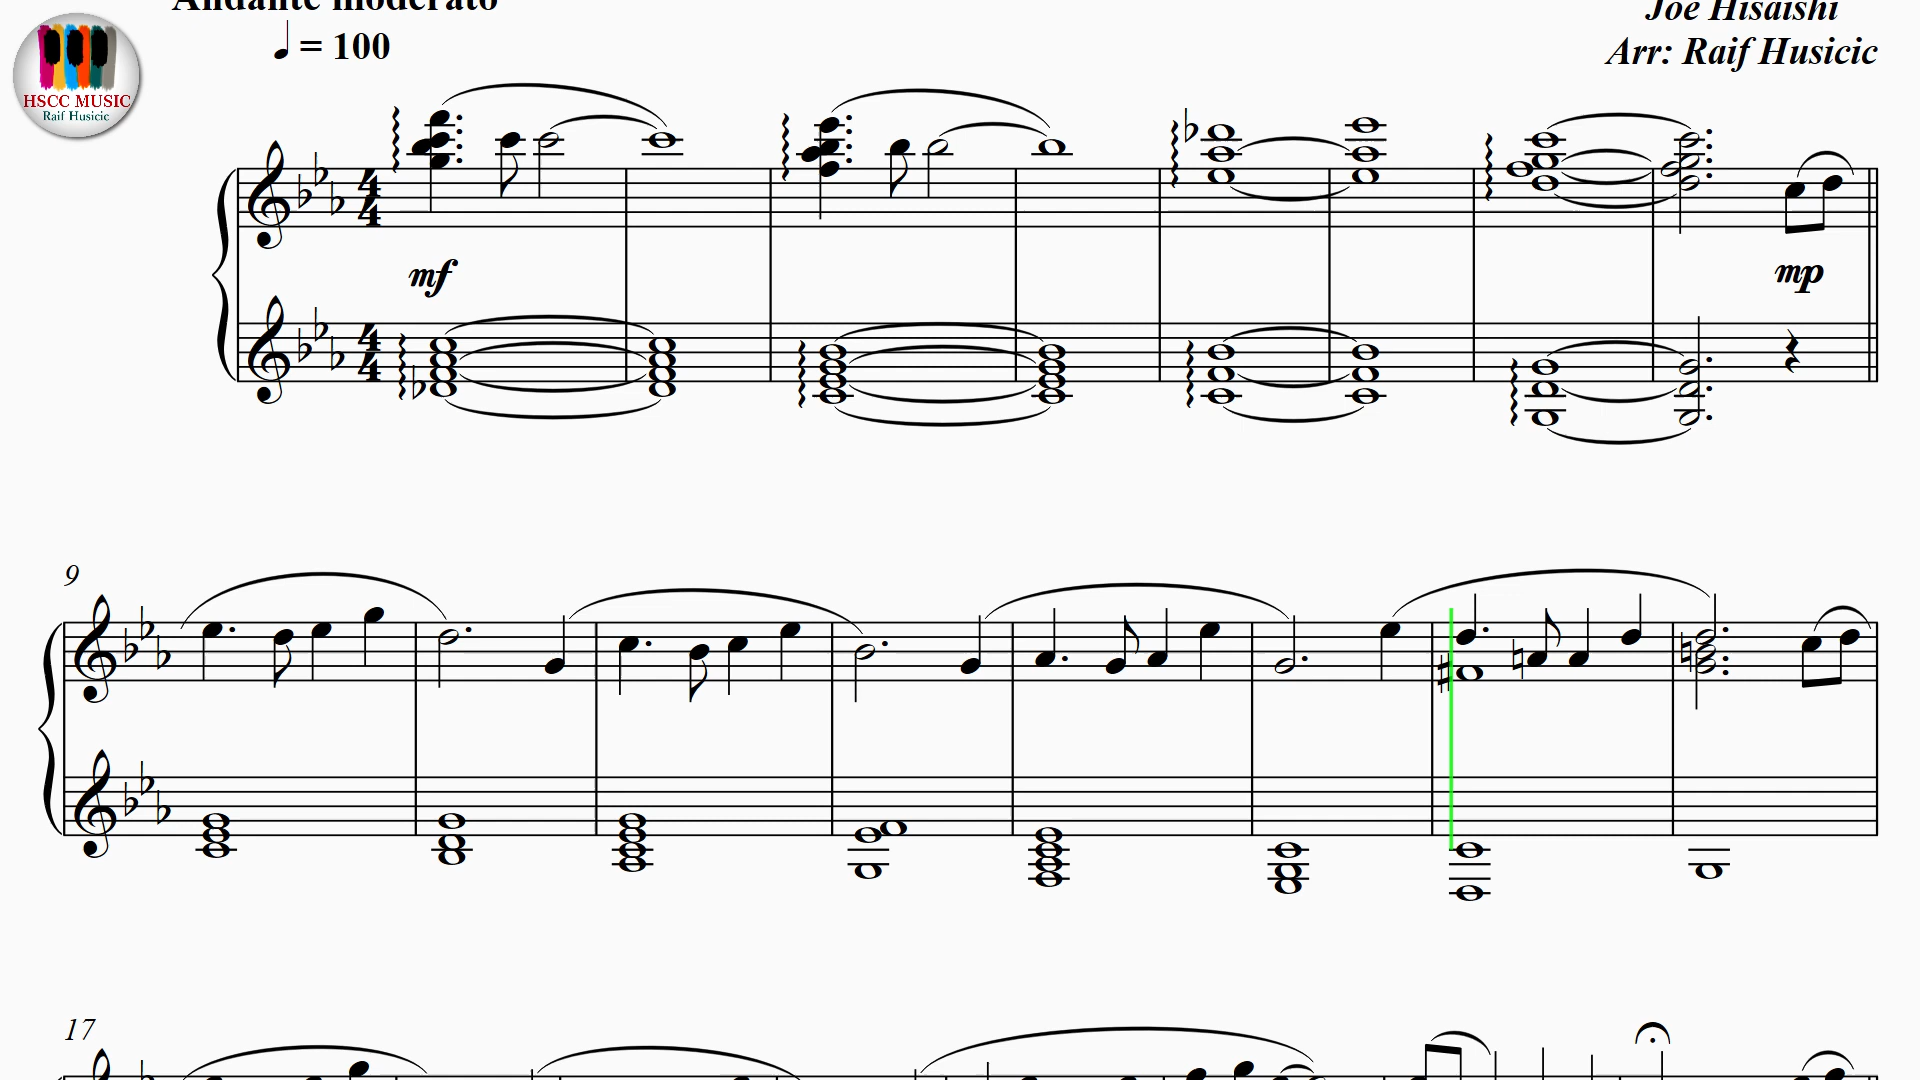 Andante moderato
♩ = 100
Joe Hisaishi
Arr: Raif Husicic
HSCC MUSIC
Raif Husicic
4
4
mf
mp
4
4
9
17